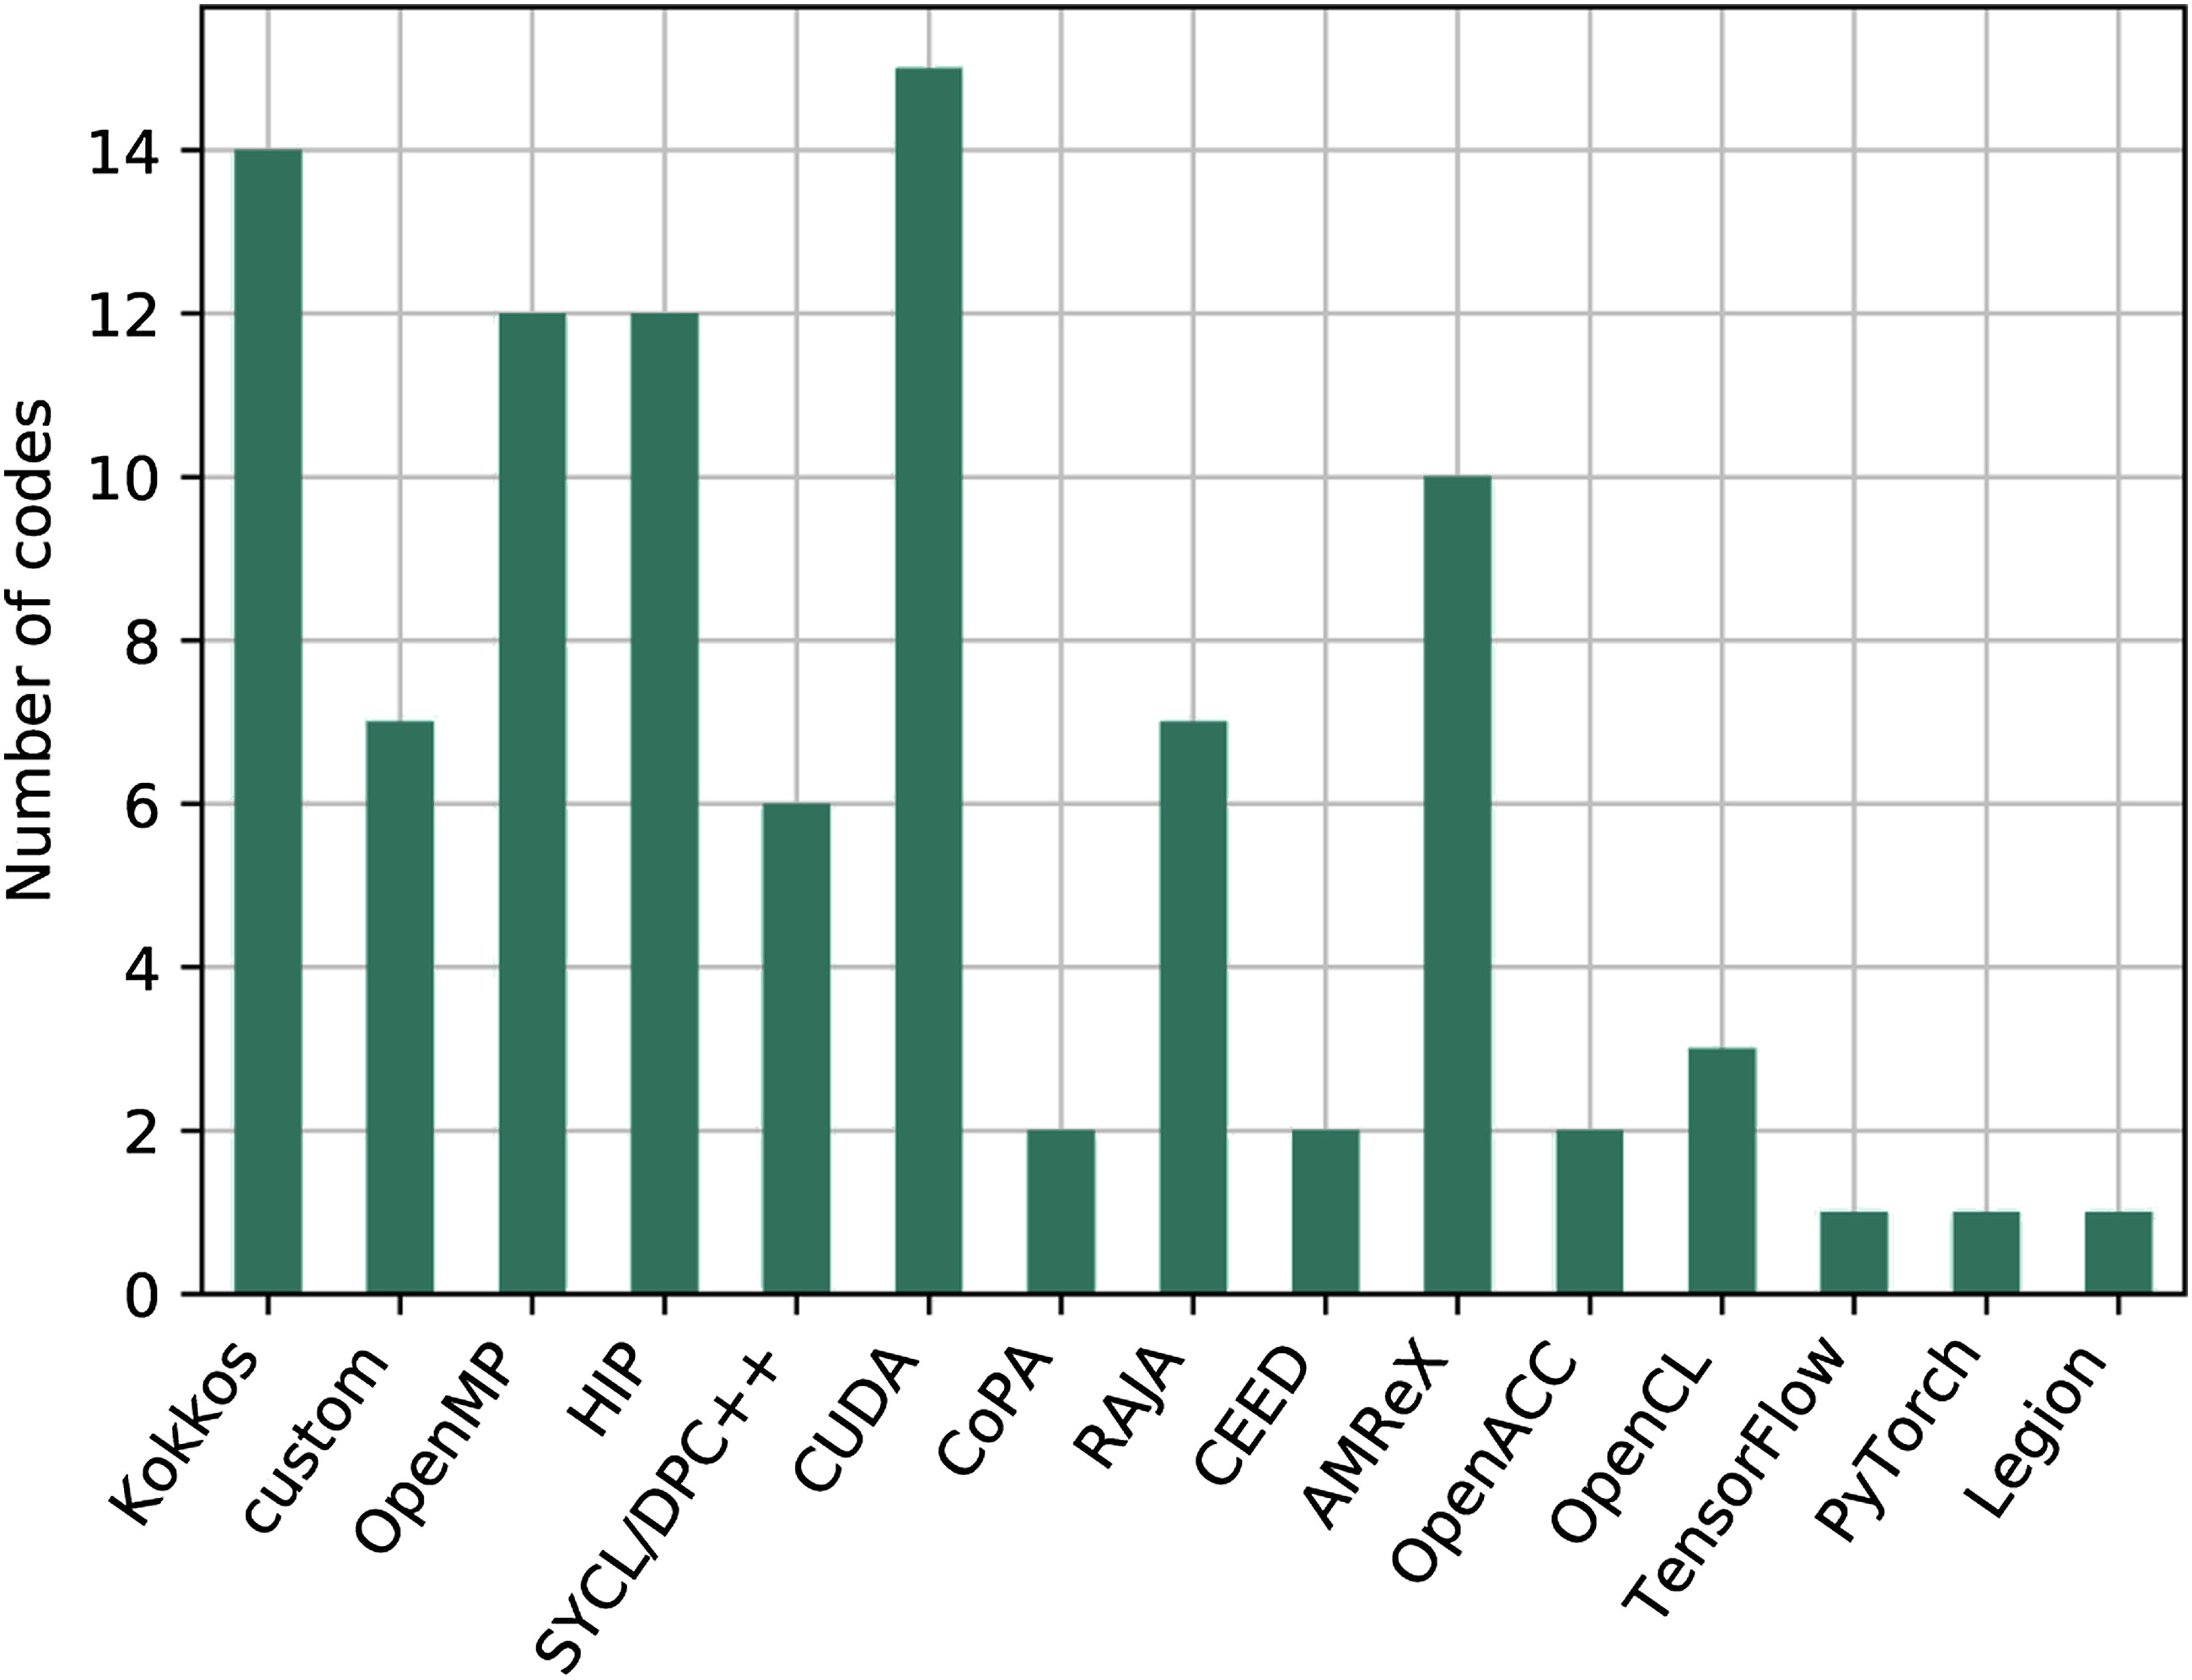 Number of codes
14
12
10
8
6
4
2
0
Kokkos
custom
OpenMP
HIP
SYCL/DPC++
CUDA
CoPA
RAJA
CEED
AMReX
OpenACC
OpenCL
TensorFlow
PyTorch
Legion